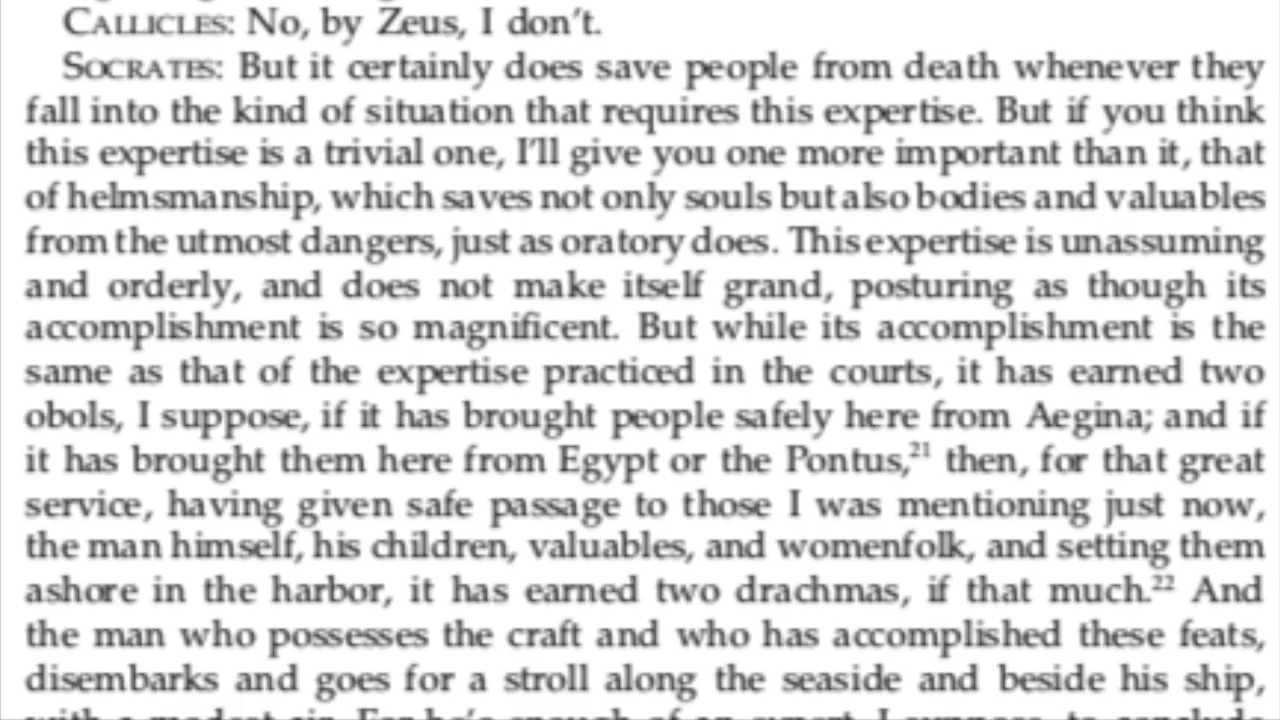 CALLICLES: No, by Zeus, I don't.
SOCRATES: But it certainly does save people from death whenever they
fall into the kind of situation that requires this expertise. But if you think
this expertise is a trivial one, I'll give you one more important than it, that
of helmsmanship, which saves not only souls but also bodies and valuables
from the utmost dangers, just as oratory does. This expertise is unassuming
and orderly, and does not make itself grand, posturing as though its
accomplishment is so magnificent. But while its accomplishment is the
same as that of the expertise practiced in the courts, it has earned two
obols, I suppose, if it has brought people safely here from Aegina; and if
it has brought them here from Egypt or the Pontus,²¹ then, for that great
service, having given safe passage to those I was mentioning just now,
the man himself, his children, valuables, and womenfolk, and setting them
ashore in the harbor, it has earned two drachmas, if that much.²² And
the man who possesses the craft and who has accomplished these feats,
disembarks and goes for a stroll along the seaside and beside his ship,